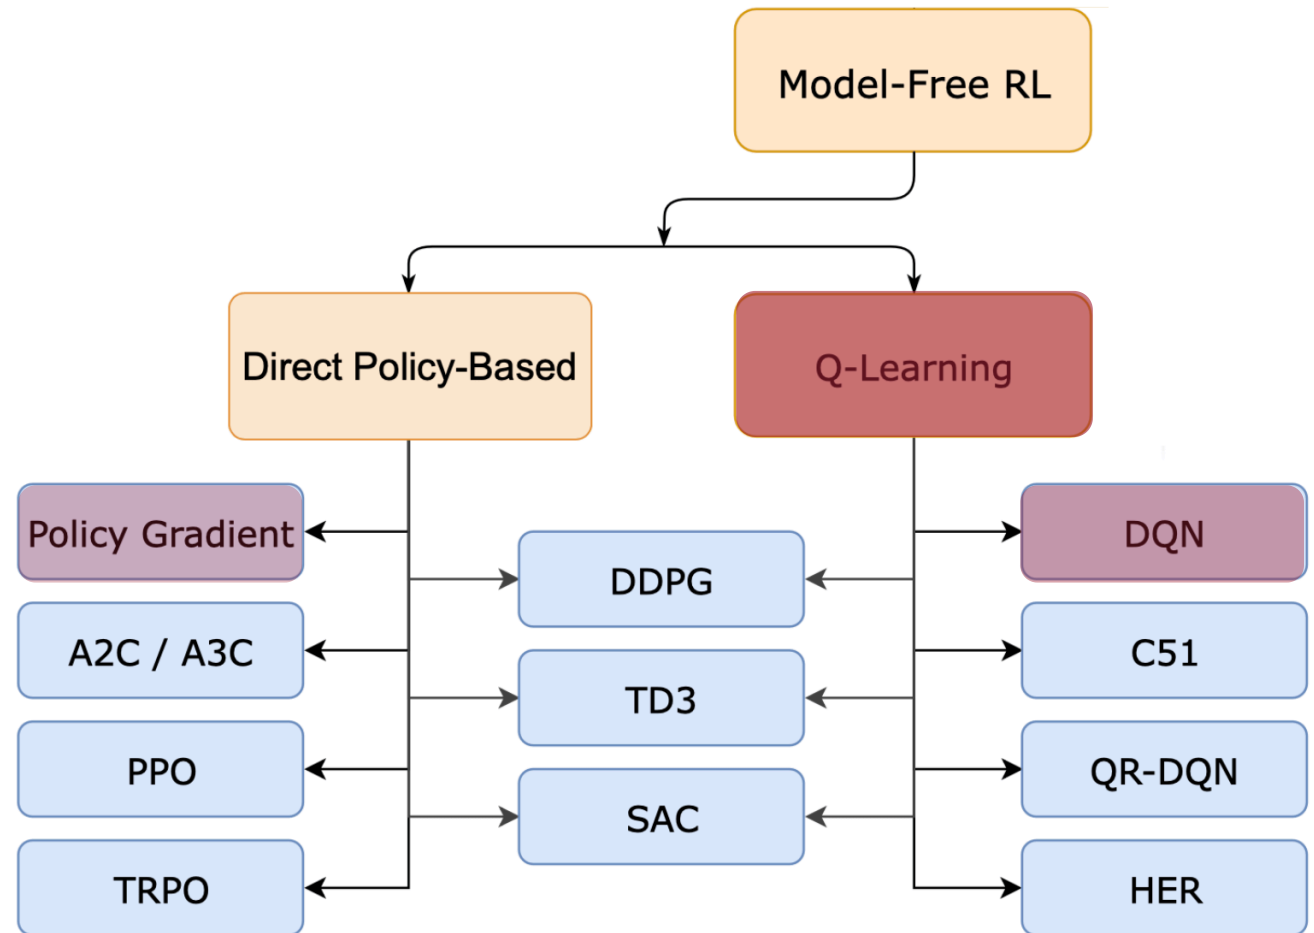 Model-Free RL
Direct Policy-Based
Q-Learning
Policy Gradient
DQN
DDPG
A2C / A3C
C51
TD3
PPO
QR-DQN
SAC
TRPO
HER